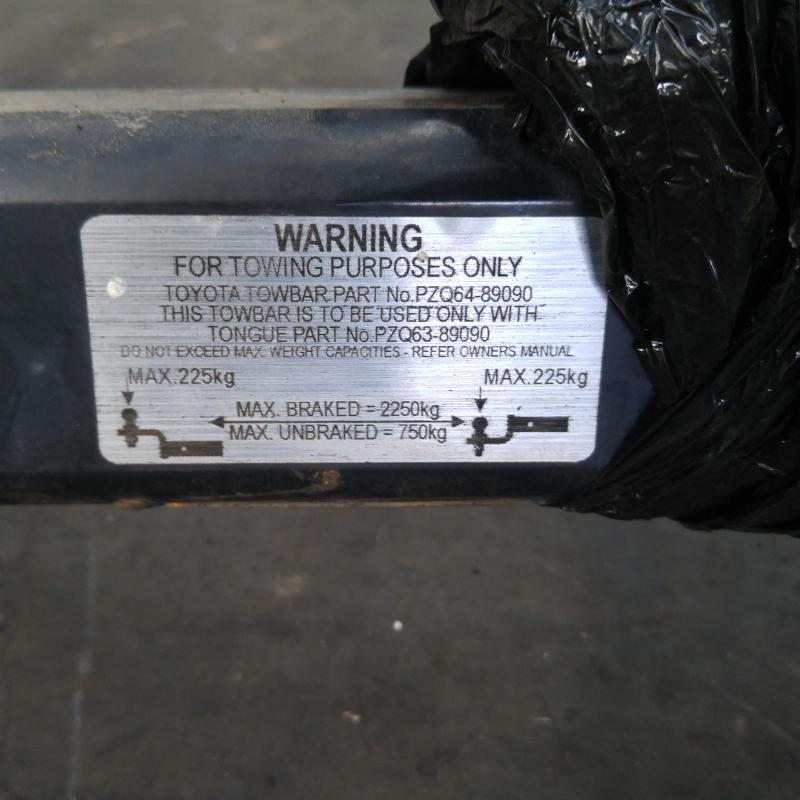 WARNING
FOR TOWING PURPOSES ONLY
TOYOTA TOWBAR PART No.PZQ64-89090
THIS TOWBAR IS TO BE USED ONLY WITH
TONGUE PART No.PZQ63-89090
DO NOT EXCEED MAX. WEIGHT CAPACITIES - REFER OWNERS MANUAL
MAX.225kg MAX.225kg
MAX. BRAKED = 2250kg
MAX. UNBRAKED = 750kg